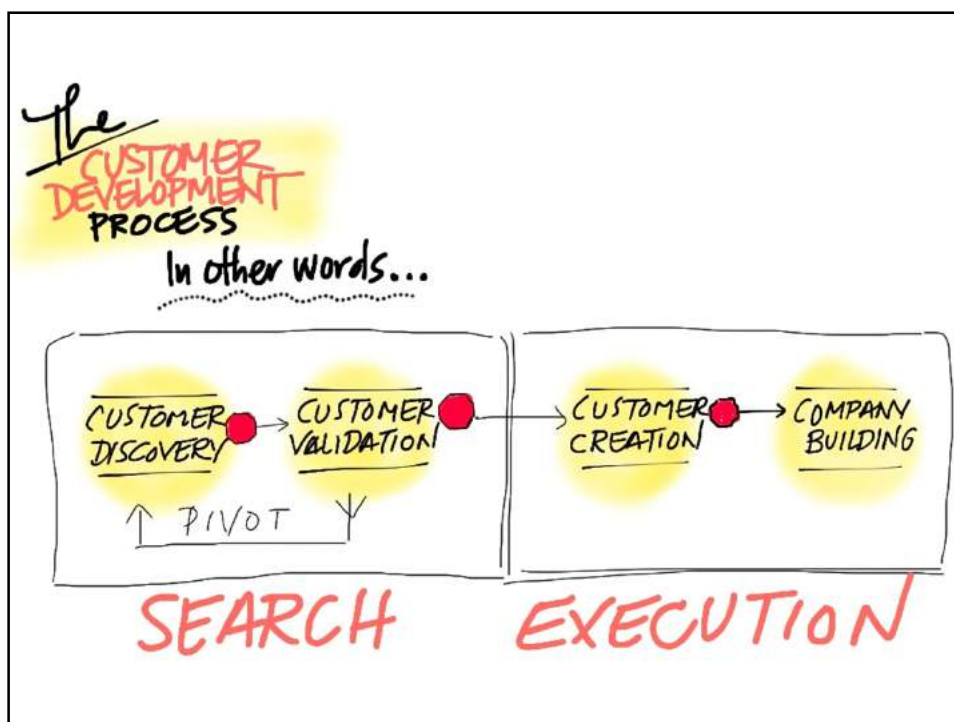 The
CUSTOMER
DEVELOPMENT
PROCESS
In other words...
CUSTOMER
DISCOVERY
CUSTOMER
VALIDATION
CUSTOMER
CREATION
COMPANY
BUILDING
PIVOT
SEARCH
EXECUTION